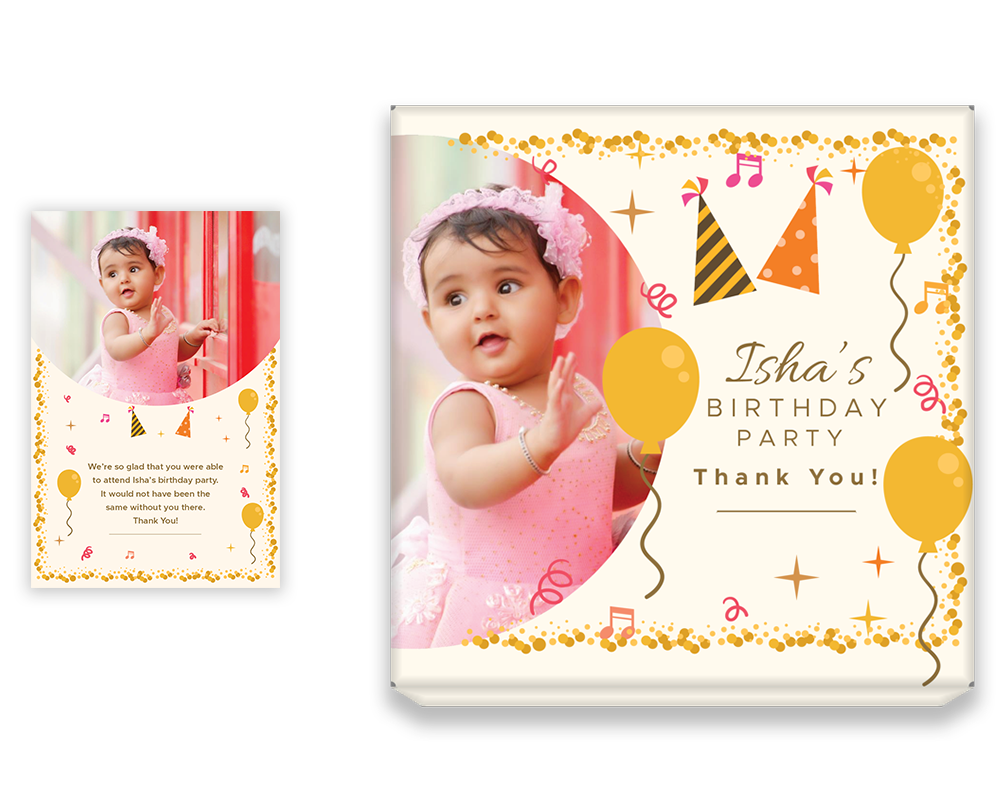 We're so glad that you were able
to attend Isha's birthday party.
It would not have been the
same without you there.
Thank You!
Isha's
BIRTHDAY
PARTY
Thank You!